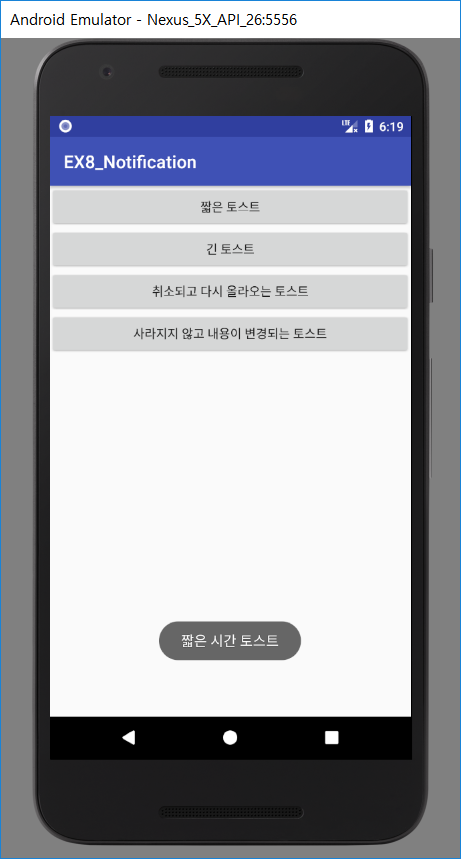 Android Emulator - Nexus_5X_API_26:5556
LTE 6:19
EX8_Notification
짧은 토스트
긴 토스트
취소되고 다시 올라오는 토스트
사라지지 않고 내용이 변경되는 토스트
짧은 시간 토스트